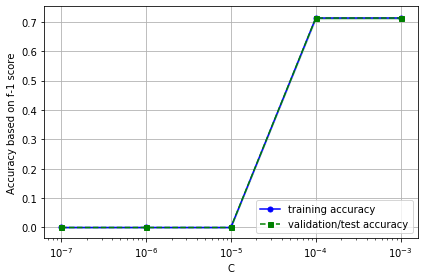 Accuracy based on f-1 score
0.7
0.6
0.5
0.4
0.3
0.2
0.1
0.0
training accuracy
validation/test accuracy
10⁻⁷ 10⁻⁶ 10⁻⁵ 10⁻⁴ 10⁻³
C